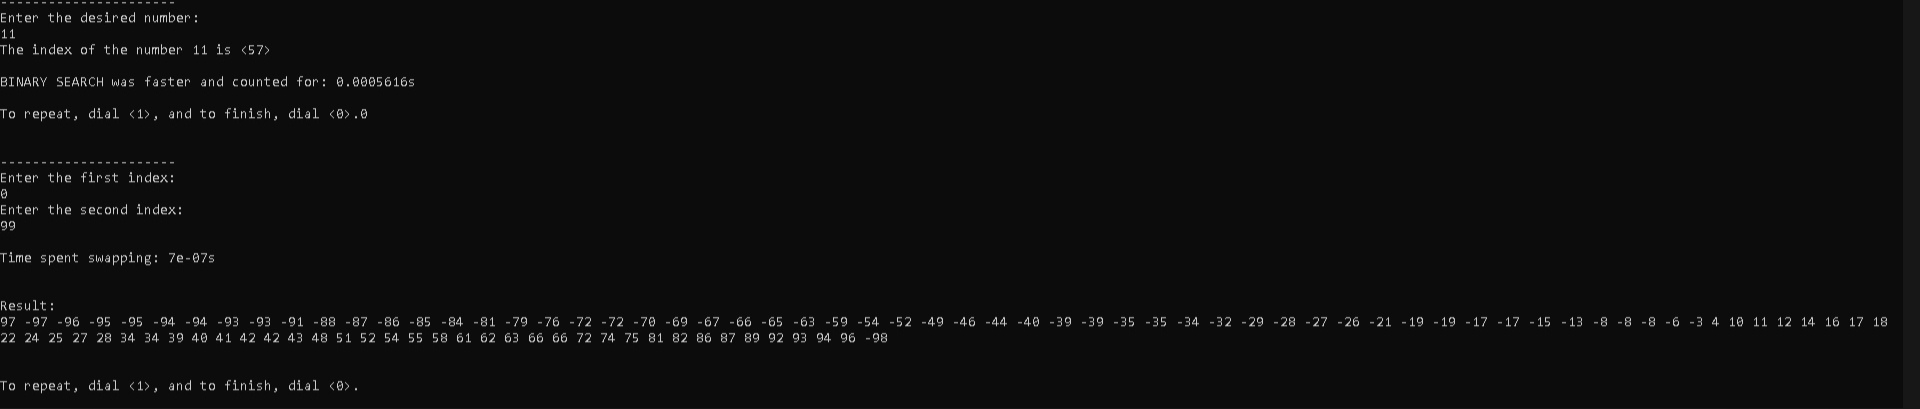 ----------------------
Enter the desired number:
11
The index of the number 11 is <57>
BINARY SEARCH was faster and counted for: 0.0005616s
To repeat, dial <1>, and to finish, dial <0>.0
----------------------
Enter the first index:
0
Enter the second index:
99
Time spent swapping: 7e-07s
Result:
97 -97 -96 -95 -95 -94 -94 -93 -93 -91 -88 -87 -86 -85 -84 -81 -79 -76 -72 -72 -70 -69 -67 -66 -65 -63 -59 -54 -52 -49 -46 -44 -40 -39 -39 -35 -35 -34 -32 -29 -28 -27 -26 -21 -19 -19 -17 -17 -15 -13 -8 -8 -8 -6 -3 4 10 11 12 14 16 17 18
22 24 25 27 28 34 34 39 40 41 42 42 43 48 51 52 54 55 58 61 62 63 66 66 72 74 75 81 82 86 87 89 92 93 94 96 -98
To repeat, dial <1>, and to finish, dial <0>.